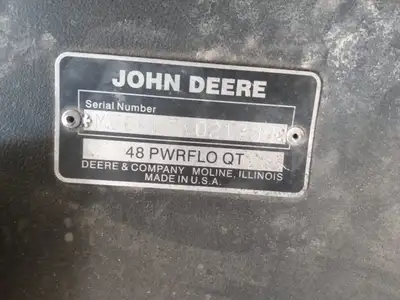 JOHN DEERE
Serial Number
48 PWRFLO QT
DEERE & COMPANY MOLINE, ILLINOIS
MADE IN U.S.A.